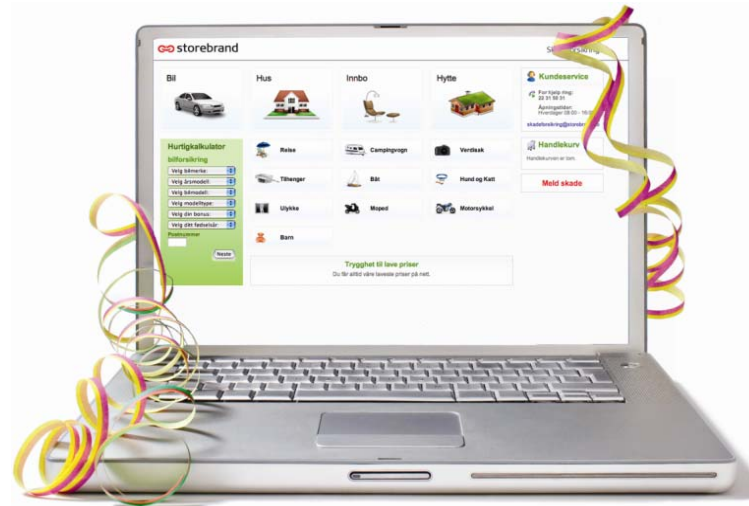 storebrand
Bil
Hus
Innbo
Hytte
Kundeservice
For hjelp ring:
Åpningstider:
Hverdager 08:00 -
Handlekurv
Handlekurven er tom.
Meld skade
Hurtigkalkulator
bilforsikring
Velg bilmerke:
Velg årsmodell:
Velg bilmodell:
Velg modelltype:
Velg din bonus:
Velg ditt fødselsår
Postnummer
Neste
Reise
Campingvogn
Verdisak
Tilhenger
Båt
Hund og Katt
Ulykke
Moped
Motorsykkel
Barn
Trygghet til lave priser
Du får alltid våre laveste priser på nett.